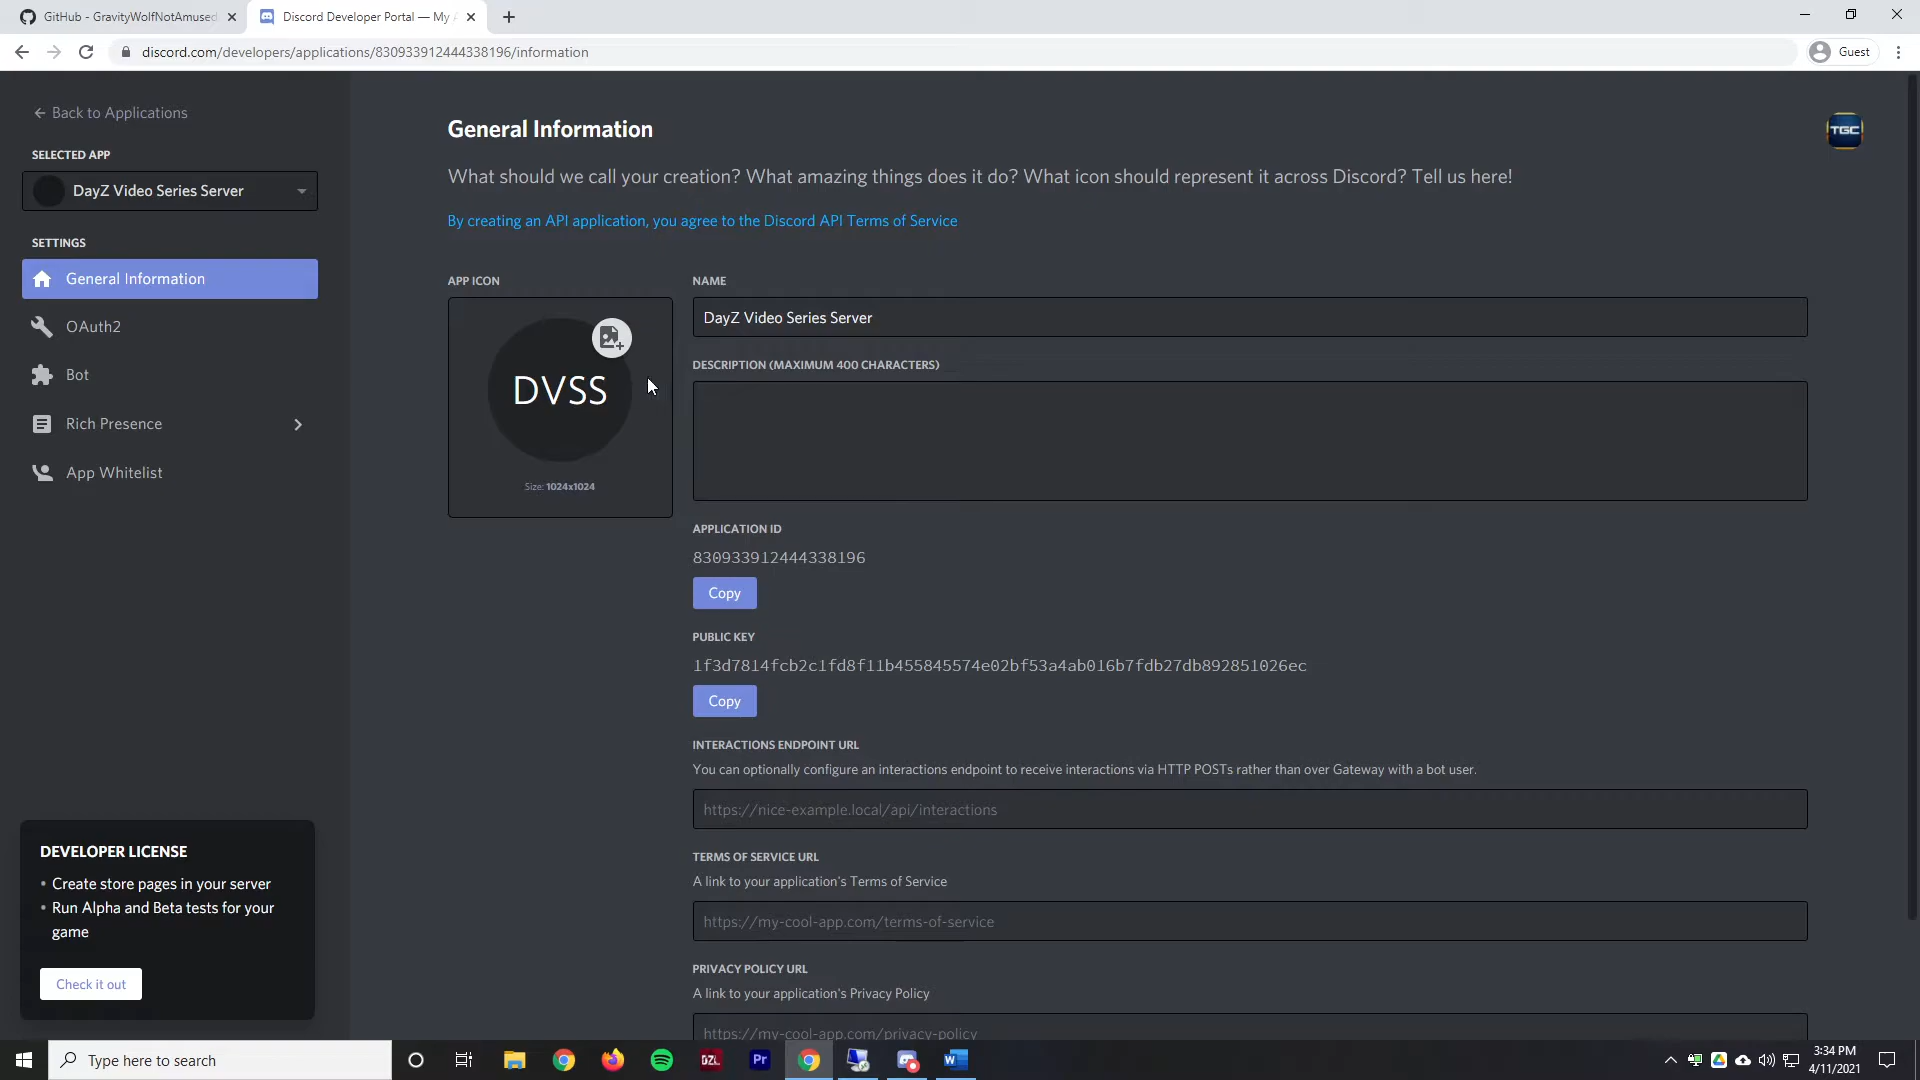 GitHub - GravityWolfNotAmused
Discord Developer Portal — My A
discord.com/developers/applications/830933912444338196/information
Guest
Back to Applications
SELECTED APP
DayZ Video Series Server
SETTINGS
General Information
OAuth2
Bot
Rich Presence
App Whitelist
DEVELOPER LICENSE
• Create store pages in your server
• Run Alpha and Beta tests for your
game
Check it out
General Information
TGC
What should we call your creation? What amazing things does it do? What icon should represent it across Discord? Tell us here!
By creating an API application, you agree to the Discord API Terms of Service
APP ICON
DVSS
Size: 1024x1024
NAME
DayZ Video Series Server
DESCRIPTION (MAXIMUM 400 CHARACTERS)
APPLICATION ID
830933912444338196
Copy
PUBLIC KEY
1f3d7814fcb2c1fd8f11b455845574e02bf53a4ab016b7fdb27db892851026ec
Copy
INTERACTIONS ENDPOINT URL
You can optionally configure an interactions endpoint to receive interactions via HTTP POSTs rather than over Gateway with a bot user.
https://nice-example.local/api/interactions
TERMS OF SERVICE URL
A link to your application's Terms of Service
https://my-cool-app.com/terms-of-service
PRIVACY POLICY URL
A link to your application's Privacy Policy
https://my-cool-app.com/privacy-policy
Type here to search
DZL
Pr
W
3:34 PM
4/11/2021